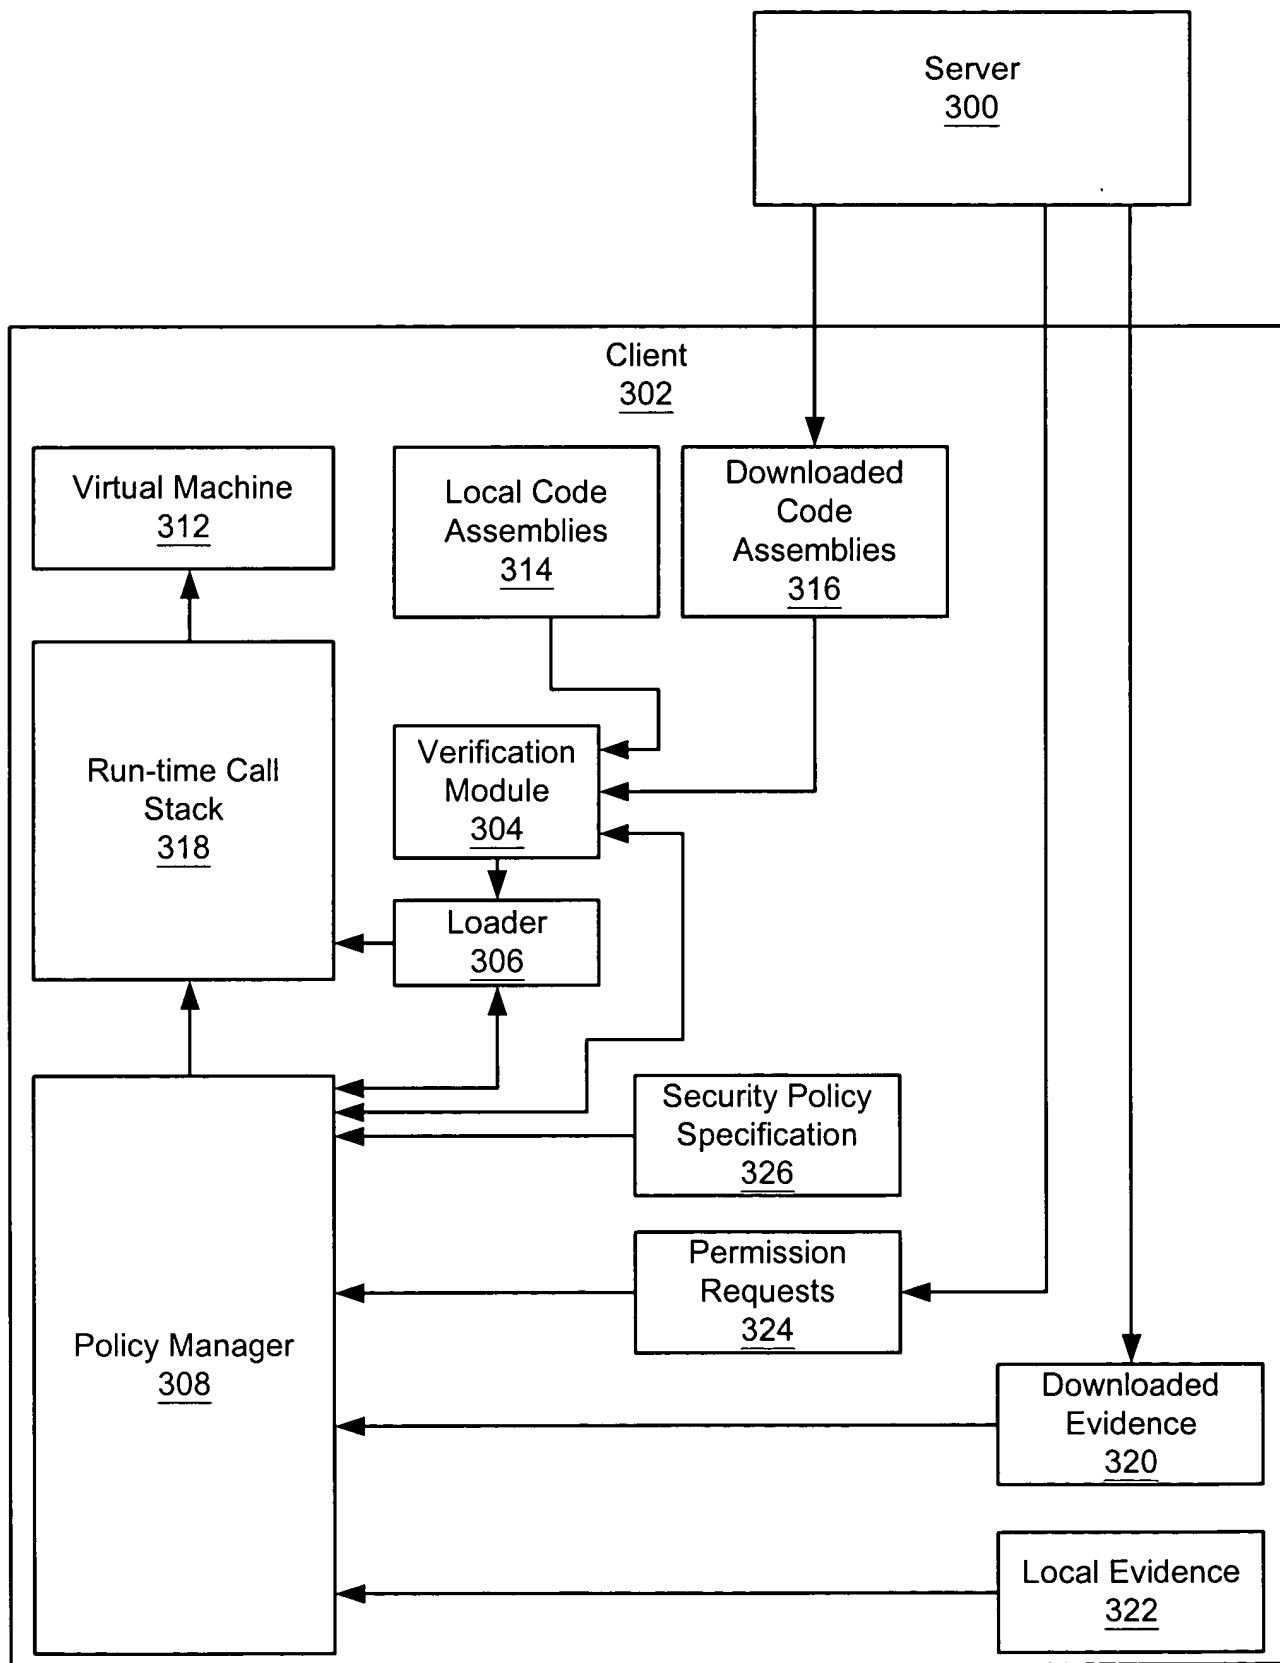 Server
300
Client
302
Virtual Machine
312
Local Code
Assemblies
314
Downloaded
Code
Assemblies
316
Run-time Call
Stack
318
Verification
Module
304
Loader
306
Security Policy
Specification
326
Permission
Requests
324
Policy Manager
308
Downloaded
Evidence
320
Local Evidence
322